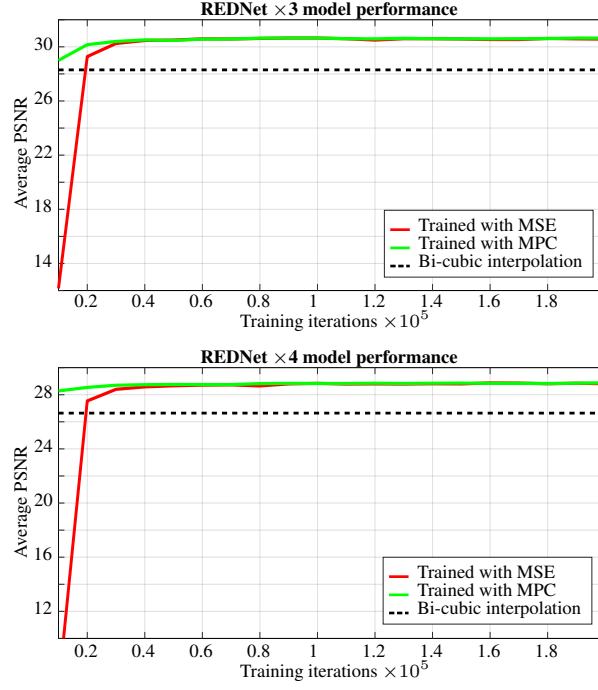 REDNet ×3 model performance
30
26
22
18
14
Average PSNR
Trained with MSE
Trained with MPC
Bi-cubic interpolation
0.2 0.4 0.6 0.8 1 1.2 1.4 1.6 1.8
Training iterations ×10⁵
REDNet ×4 model performance
28
24
20
16
12
Average PSNR
Trained with MSE
Trained with MPC
Bi-cubic interpolation
0.2 0.4 0.6 0.8 1 1.2 1.4 1.6 1.8
Training iterations ×10⁵